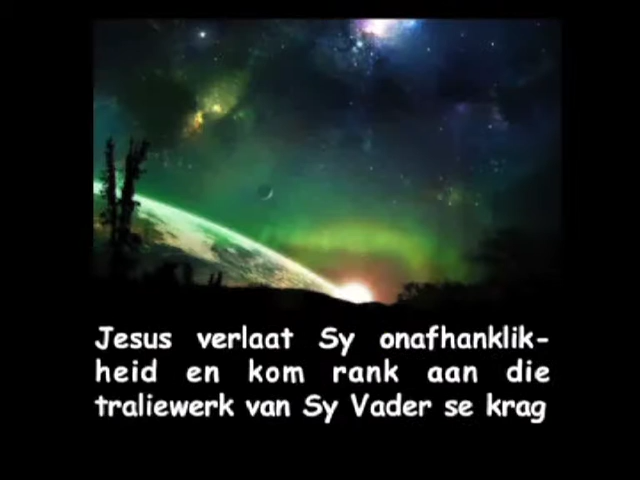 Jesus verlaat Sy onafhanklik-
heid en kom rank aan die
traliewerk van Sy Vader se krag